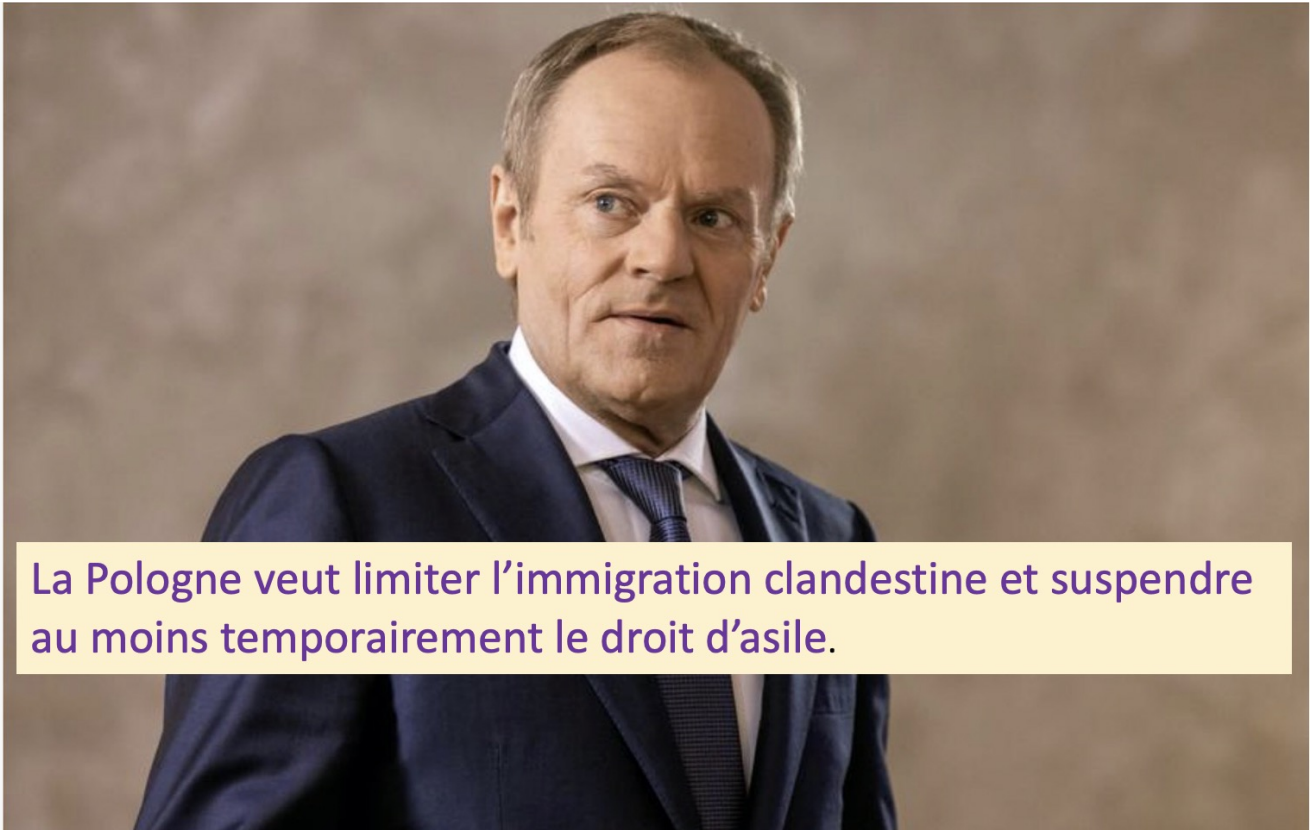 La Pologne veut limiter l’immigration clandestine et suspendre
au moins temporairement le droit d’asile.